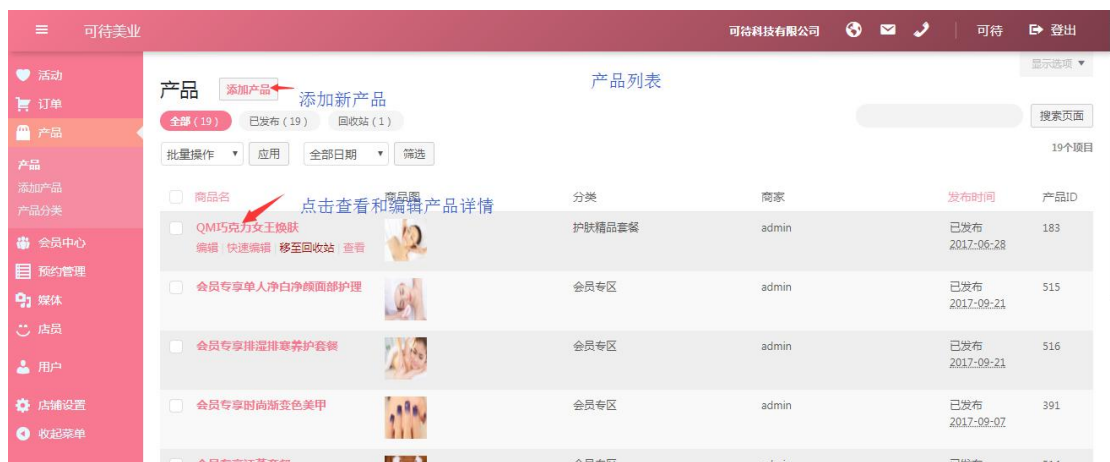 可待美业
可待科技有限公司
可待
登出
显示选项
活动
订单
产品
产品
添加产品
产品分类
会员中心
预约管理
媒体
店员
用户
店铺设置
收起菜单
产品
添加产品
添加新产品
产品列表
全部（19）
已发布（19）
回收站（1）
搜索页面
批量操作
应用
全部日期
筛选
19个项目
商品名
商品图
分类
商家
发布时间
产品ID
点击查看和编辑产品详情
QM巧克力女王焕肤
编辑 | 快速编辑 | 移至回收站 | 查看
护肤精品套餐
admin
已发布
2017-06-28
183
会员专享单人净白净颜面部护理
会员专区
admin
已发布
2017-09-21
515
会员专享排湿排寒养护套餐
会员专区
admin
已发布
2017-09-21
516
会员专享时尚渐变色美甲
会员专区
admin
已发布
2017-09-07
391